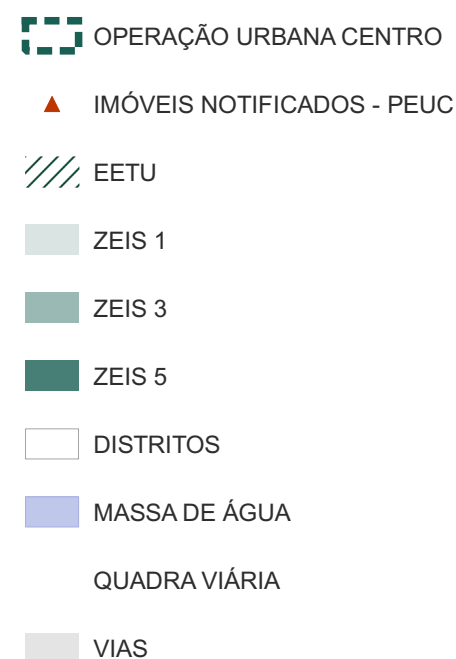 OPERAÇÃO URBANA CENTRO
IMÓVEIS NOTIFICADOS - PEUC
EETU
ZEIS 1
ZEIS 3
ZEIS 5
DISTRITOS
MASSA DE ÁGUA
QUADRA VIÁRIA
VIAS